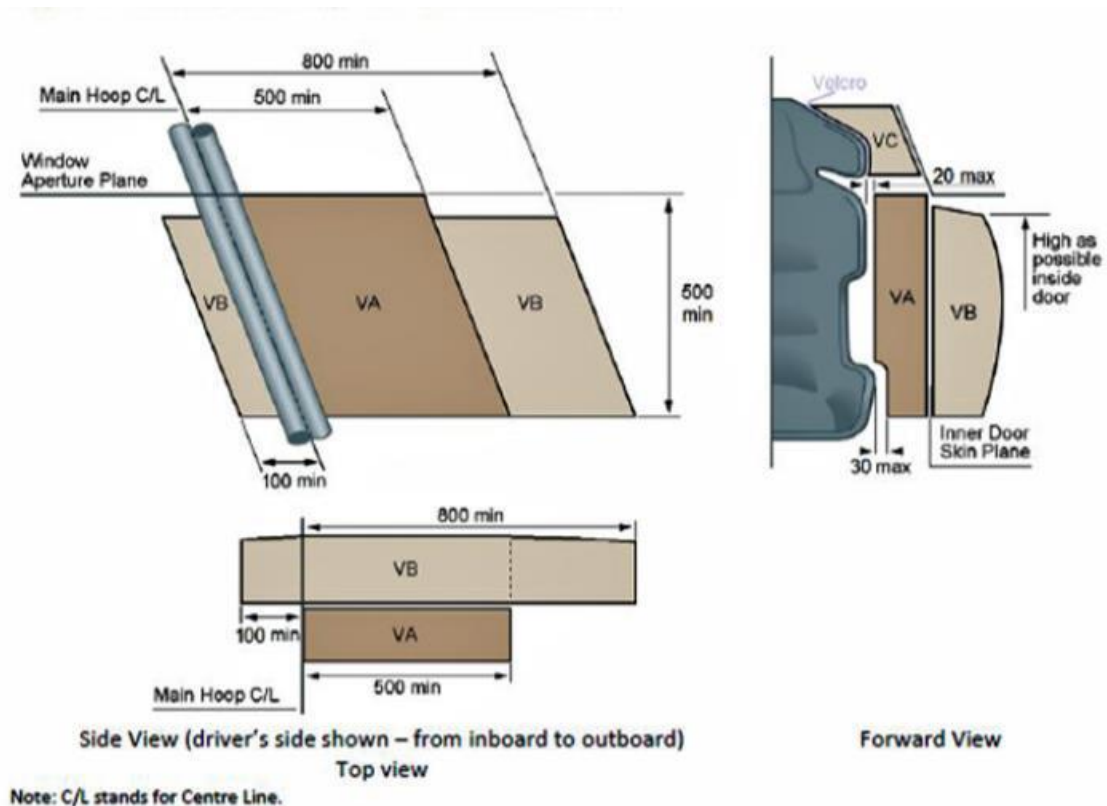 800 min
Main Hoop C/L
500 min
Window
Aperture Plane
VB
VA
VB
500
min
100 min
Velcro
VC
20 max
High as
possible
inside
door
VA
VB
Inner Door
Skin Plane
30 max
800 min
VB
100 min
VA
500 min
Main Hoop C/L
Side View (driver's side shown – from inboard to outboard)
Top view
Forward View
Note: C/L stands for Centre Line.